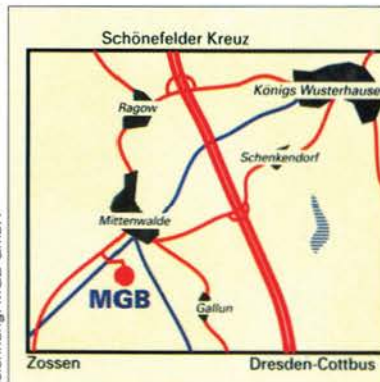 Schönefelder Kreuz
Königs Wusterhause
Ragow
Schenkendorf
Mittenwalde
MGB
Gallun
Zossen
Dresden-Cottbus